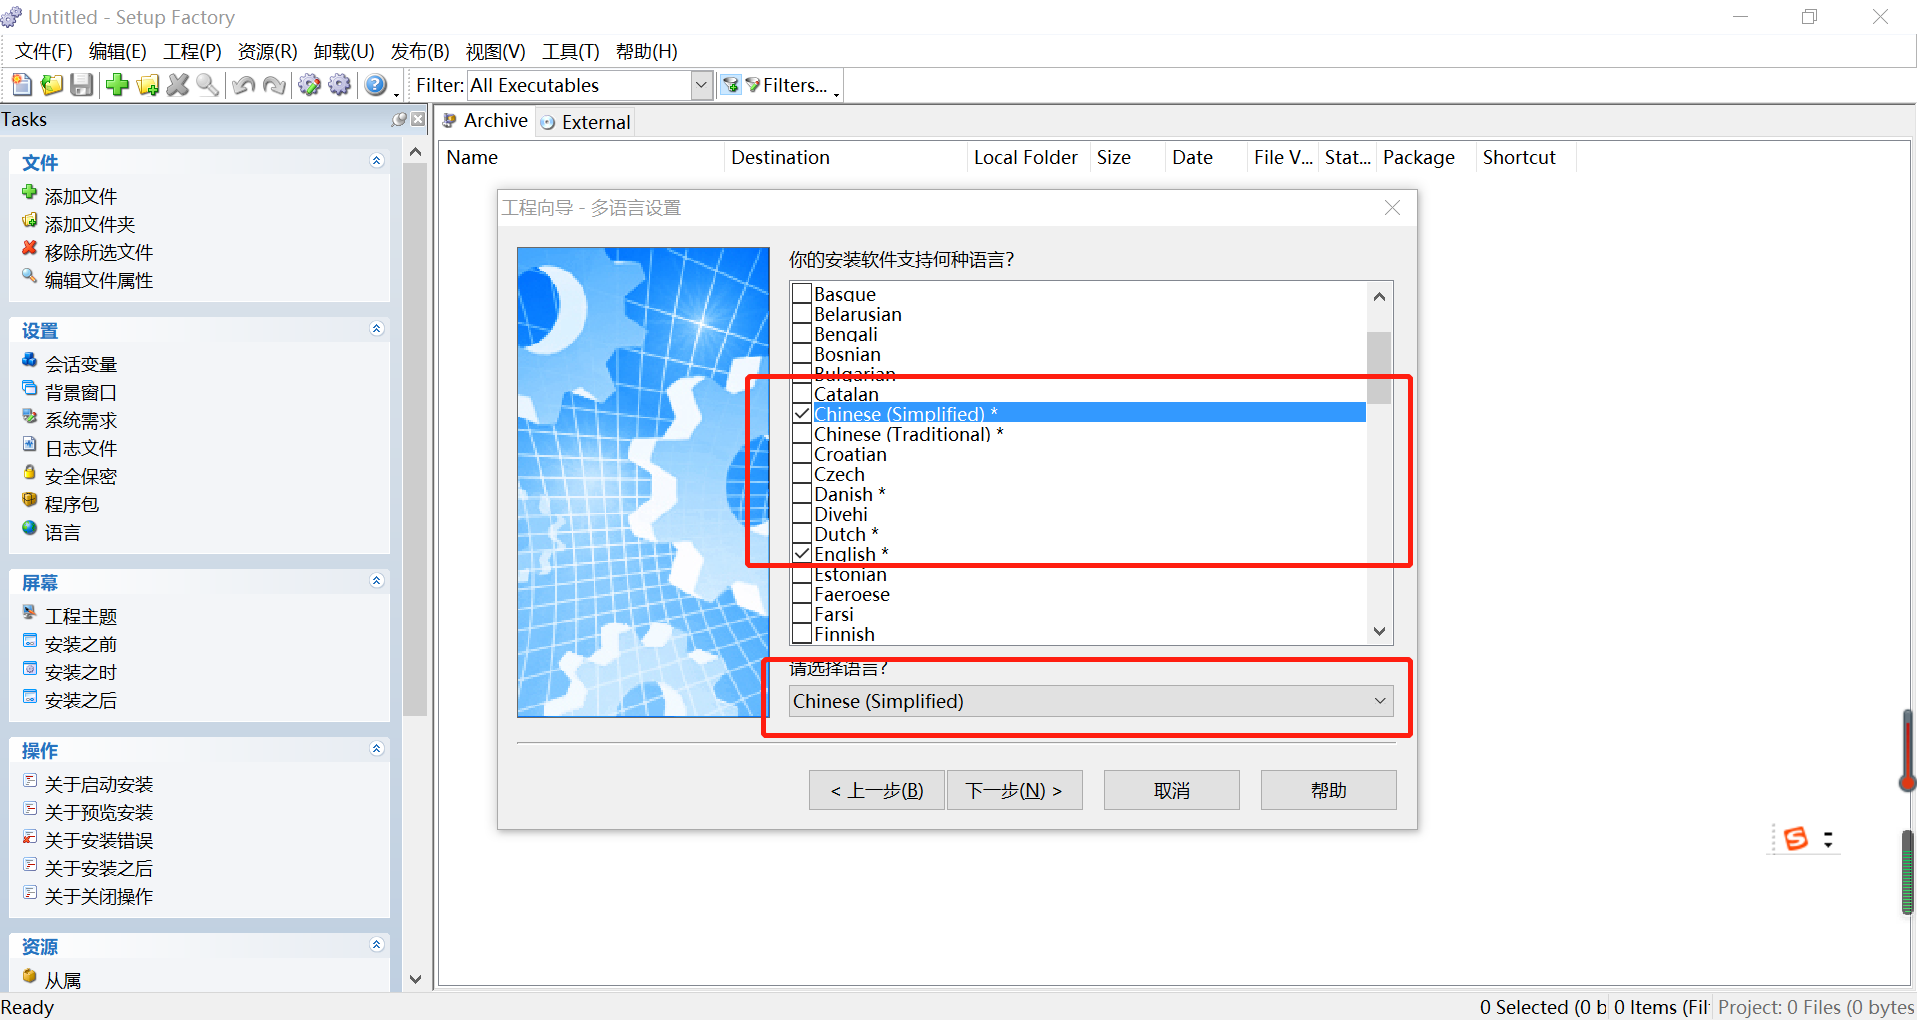 Untitled - Setup Factory
文件(F) 编辑(E) 工程(P) 资源(R) 卸载(U) 发布(B) 视图(V) 工具(T) 帮助(H)
Filter: All Executables Filters...
Tasks
Archive External
Name Destination Local Folder Size Date File V... Stat... Package Shortcut
文件
添加文件
添加文件夹
移除所选文件
编辑文件属性
设置
会话变量
背景窗口
系统需求
日志文件
安全保密
程序包
语言
屏幕
工程主题
安装之前
安装之时
安装之后
操作
关于启动安装
关于预览安装
关于安装错误
关于安装之后
关于关闭操作
资源
从属
工程向导 - 多语言设置
你的安装软件支持何种语言?
Basque
Belarusian
Bengali
Bosnian
Bulgarian
Catalan
Chinese (Simplified) *
Chinese (Traditional) *
Croatian
Czech
Danish *
Divehi
Dutch *
English *
Estonian
Faeroese
Farsi
Finnish
请选择语言?
Chinese (Simplified)
< 上一步(B) 下一步(N) > 取消 帮助
S
Ready
0 Selected (0 b 0 Items (Fil Project: 0 Files (0 bytes